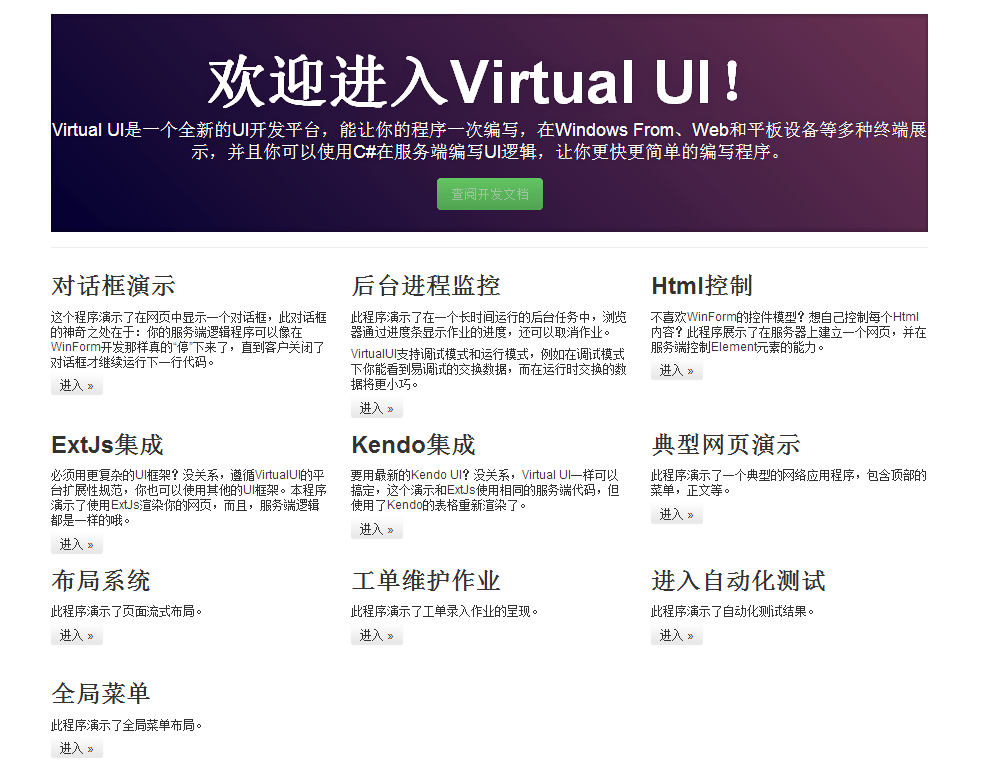 欢迎进入Virtual UI！
Virtual UI是一个全新的UI开发平台，能让你的程序一次编写，在Windows From、Web和平板设备等多种终端展
示，并且你可以使用C#在服务端编写UI逻辑，让你更快更简单的编写程序。
查阅开发文档
对话框演示
这个程序演示了在网页中显示一个对话框，此对话框
的神奇之处在于：你的服务端逻辑程序可以像在
WinForm开发那样真的“停”下来了，直到客户关闭了
对话框才继续运行下一行代码。
进入 »
后台进程监控
此程序演示了在一个长时间运行的后台任务中，浏览
器通过进度条显示作业的进度，还可以取消作业。
VirtualUI支持调试模式和运行模式，例如在调试模式
下你能看到易调试的交换数据，而在运行时交换的数
据将更小巧。
进入 »
Html控制
不喜欢WinForm的控件模型？想自己控制每个Html
内容？此程序展示了在服务器上建立一个网页，并在
服务端控制Element元素的能力。
进入 »
ExtJs集成
必须用更复杂的UI框架？没关系，遵循VirtualUI的平
台扩展性规范，你也可以使用其他的UI框架。本程序
演示了使用ExtJs渲染你的网页，而且，服务端逻辑
都是一样的哦。
进入 »
Kendo集成
要用最新的Kendo UI？没关系，Virtual UI一样可以
搞定，这个演示和ExtJs使用相同的服务端代码，但
使用了Kendo的表格重新渲染了。
进入 »
典型网页演示
此程序演示了一个典型的网络应用程序，包含顶部的
菜单，正文等。
进入 »
布局系统
此程序演示了页面流式布局。
进入 »
工单维护作业
此程序演示了工单录入作业的呈现。
进入 »
进入自动化测试
此程序演示了自动化测试结果。
进入 »
全局菜单
此程序演示了全局菜单布局。
进入 »